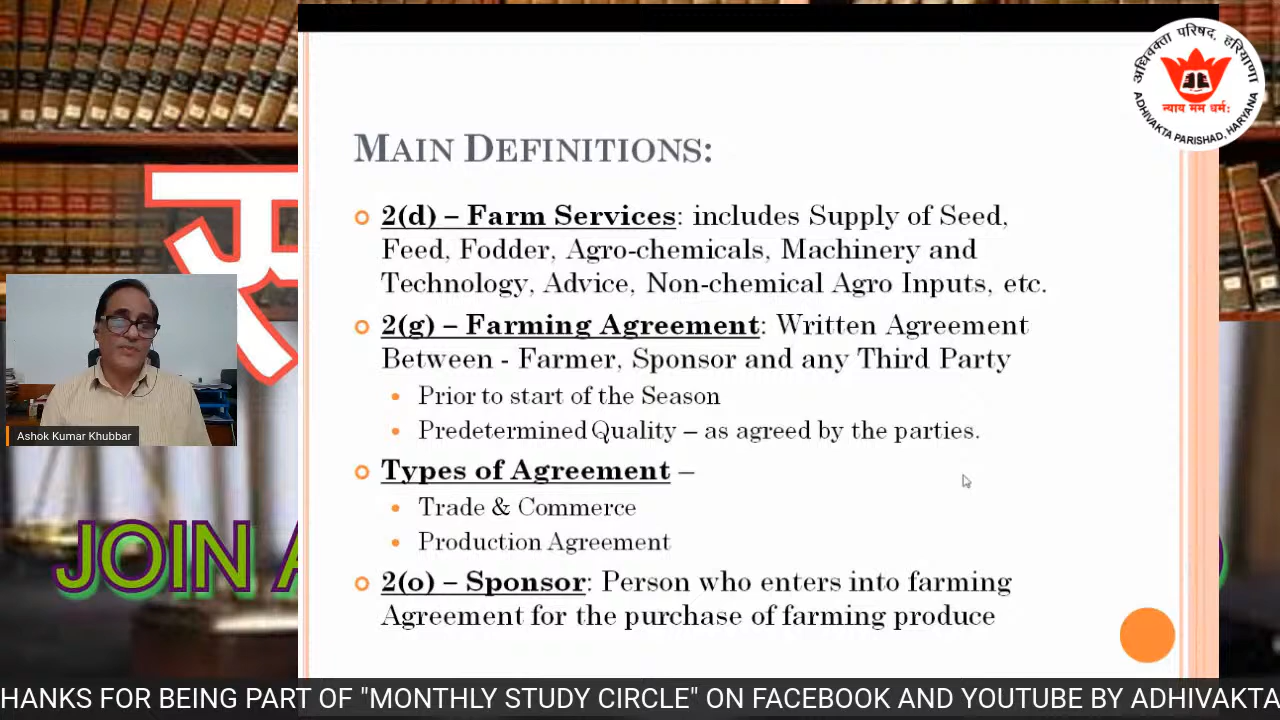 अधिवक्ता परिषद, हरियाणा
न्याय मम धर्म:
ADHIVAKTA PARISHAD, HARYANA
MAIN DEFINITIONS:
2(d) – Farm Services: includes Supply of Seed,
Feed, Fodder, Agro-chemicals, Machinery and
Technology, Advice, Non-chemical Agro Inputs, etc.
2(g) – Farming Agreement: Written Agreement
Between - Farmer, Sponsor and any Third Party
Prior to start of the Season
Predetermined Quality – as agreed by the parties.
Types of Agreement –
Trade & Commerce
Production Agreement
2(o) – Sponsor: Person who enters into farming
Agreement for the purchase of farming produce
Ashok Kumar Khubbar
JOIN
HANKS FOR BEING PART OF "MONTHLY STUDY CIRCLE" ON FACEBOOK AND YOUTUBE BY ADHIVAKTA